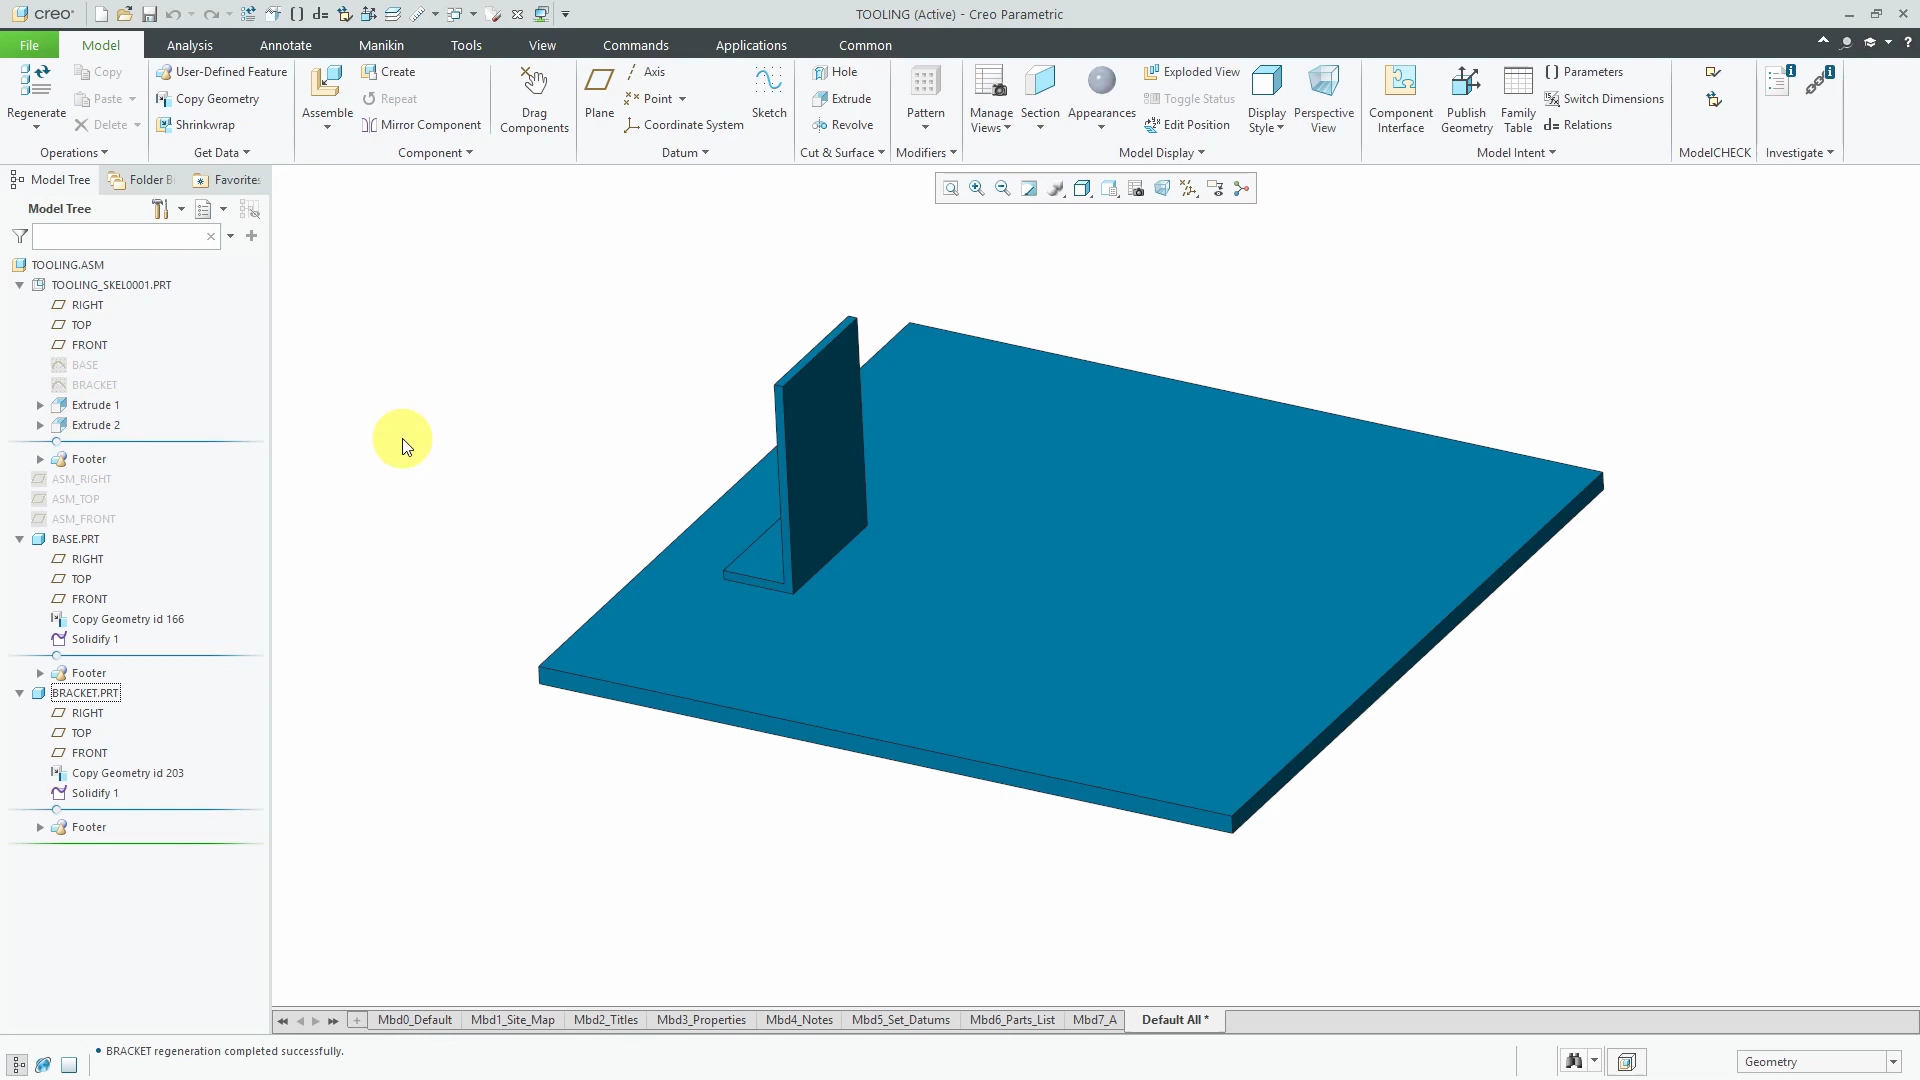 creo
TOOLING (Active) - Creo Parametric
File
Model
Analysis
Annotate
Manikin
Tools
View
Commands
Applications
Common
Regenerate
Copy
Paste
Delete
Operations
User-Defined Feature
Copy Geometry
Shrinkwrap
Get Data
Assemble
Create
Repeat
Mirror Component
Component
Drag Components
Plane
Axis
Point
Coordinate System
Sketch
Datum
Hole
Extrude
Revolve
Cut & Surface
Pattern
Modifiers
Manage Views
Section
Appearances
Exploded View
Toggle Status
Edit Position
Display Style
Perspective View
Model Display
Component Interface
Publish Geometry
Family Table
Parameters
Switch Dimensions
Relations
Model Intent
ModelCHECK
Investigate
Model Tree
Folder B
Favorites
Model Tree
TOOLING.ASM
TOOLING_SKEL0001.PRT
RIGHT
TOP
FRONT
BASE
BRACKET
Extrude 1
Extrude 2
Footer
ASM_RIGHT
ASM_TOP
ASM_FRONT
BASE.PRT
RIGHT
TOP
FRONT
Copy Geometry id 166
Solidify 1
Footer
BRACKET.PRT
RIGHT
TOP
FRONT
Copy Geometry id 203
Solidify 1
Footer
Mbd0_Default
Mbd1_Site_Map
Mbd2_Titles
Mbd3_Properties
Mbd4_Notes
Mbd5_Set_Datums
Mbd6_Parts_List
Mbd7_A
Default All *
• BRACKET regeneration completed successfully.
Geometry